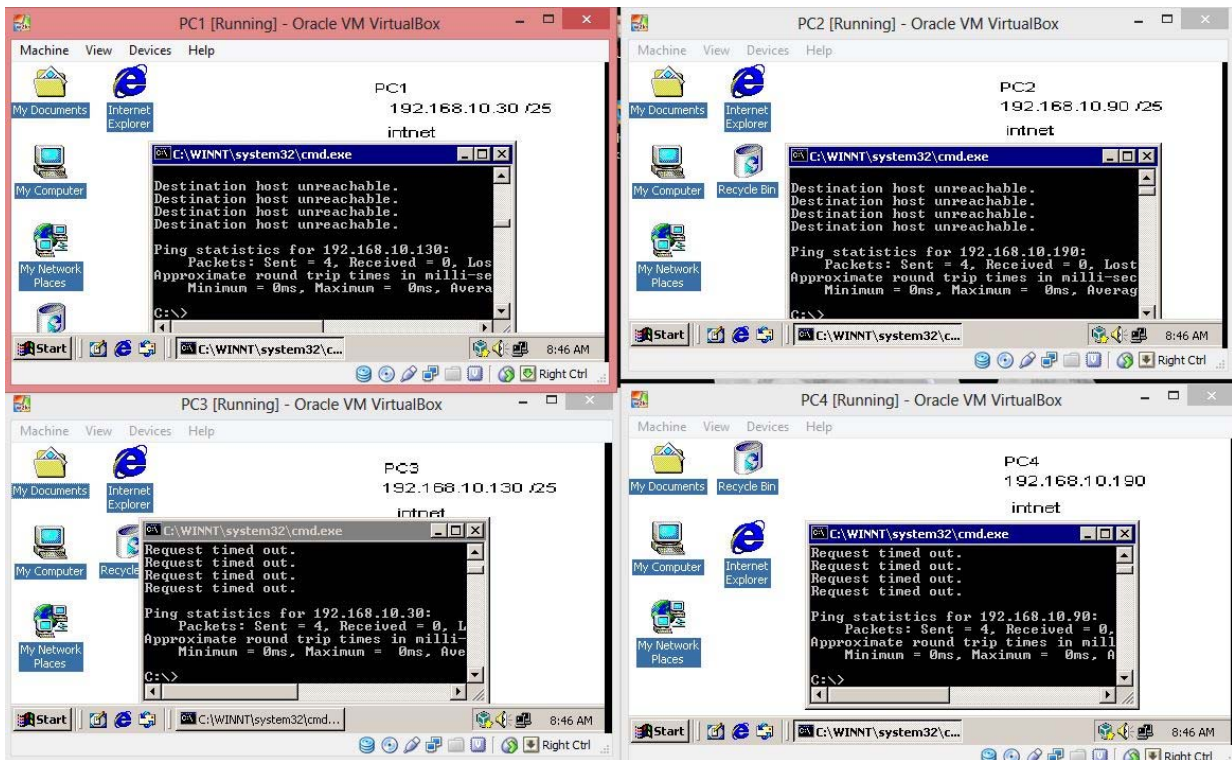 PC1 [Running] - Oracle VM VirtualBox
Machine View Devices Help
My Documents
Internet Explorer
PC1
192.168.10.30 /25
intnet
My Computer
My Network Places
C:\WINNT\system32\cmd.exe
Destination host unreachable.
Destination host unreachable.
Destination host unreachable.
Destination host unreachable.
Ping statistics for 192.168.10.130:
Packets: Sent = 4, Received = 0, Los
Approximate round trip times in milli-se
Minimum = 0ms, Maximum = 0ms, Avera
C:\>
Start
C:\WINNT\system32\c...
8:46 AM
Right Ctrl
PC2 [Running] - Oracle VM VirtualBox
Machine View Devices Help
My Documents
Internet Explorer
PC2
192.168.10.90 /25
intnet
My Computer
Recycle Bin
My Network Places
C:\WINNT\system32\cmd.exe
Destination host unreachable.
Destination host unreachable.
Destination host unreachable.
Destination host unreachable.
Ping statistics for 192.168.10.190:
Packets: Sent = 4, Received = 0, Lost
Approximate round trip times in milli-sec
Minimum = 0ms, Maximum = 0ms, Averag
C:\>
Start
C:\WINNT\system32\c...
8:46 AM
Right Ctrl
PC3 [Running] - Oracle VM VirtualBox
Machine View Devices Help
My Documents
Internet Explorer
PC3
192.168.10.130 /25
intnet
My Computer
Recycle
My Network Places
C:\WINNT\system32\cmd.exe
Request timed out.
Request timed out.
Request timed out.
Request timed out.
Ping statistics for 192.168.10.30:
Packets: Sent = 4, Received = 0, L
Approximate round trip times in milli-
Minimum = 0ms, Maximum = 0ms, Ave
C:\>
Start
C:\WINNT\system32\cmd...
8:46 AM
Right Ctrl
PC4 [Running] - Oracle VM VirtualBox
Machine View Devices Help
My Documents
Recycle Bin
PC4
192.168.10.190
intnet
My Computer
Internet Explorer
My Network Places
C:\WINNT\system32\cmd.exe
Request timed out.
Request timed out.
Request timed out.
Request timed out.
Ping statistics for 192.168.10.90:
Packets: Sent = 4, Received = 0,
Approximate round trip times in mill
Minimum = 0ms, Maximum = 0ms, A
C:\>
Start
C:\WINNT\system32\c...
8:46 AM
Right Ctrl